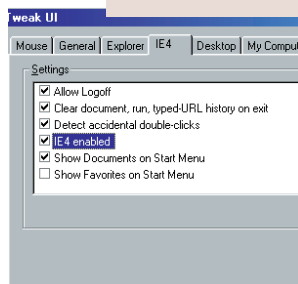 Tweak UI
Mouse General Explorer IE4 Desktop My Comput
Settings
Allow Logoff
Clear document, run, typed-URL history on exit
Detect accidental double-clicks
IE4 enabled
Show Documents on Start Menu
Show Favorites on Start Menu